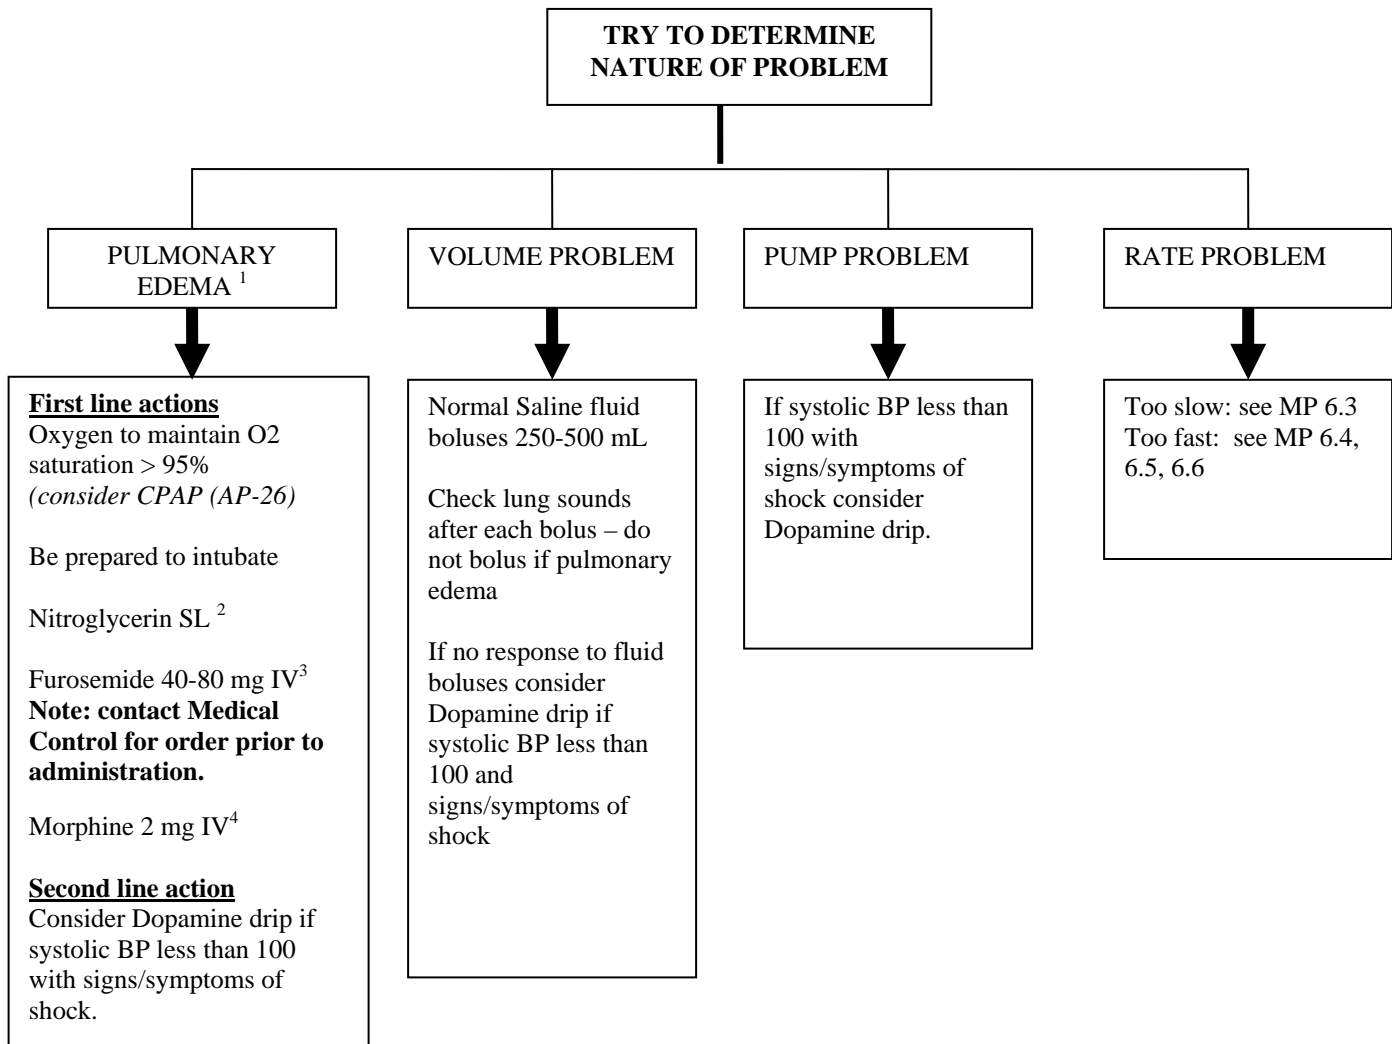 TRY TO DETERMINE
NATURE OF PROBLEM
PULMONARY
EDEMA 1
VOLUME PROBLEM
PUMP PROBLEM
RATE PROBLEM
First line actions
Oxygen to maintain O2
saturation > 95%
(consider CPAP (AP-26)
Be prepared to intubate
Nitroglycerin SL 2
Furosemide 40-80 mg IV3
Note: contact Medical
Control for order prior to
administration.
Morphine 2 mg IV4
Second line action
Consider Dopamine drip if
systolic BP less than 100
with signs/symptoms of
shock.
Normal Saline fluid
boluses 250-500 mL
Check lung sounds
after each bolus – do
not bolus if pulmonary
edema
If no response to fluid
boluses consider
Dopamine drip if
systolic BP less than
100 and
signs/symptoms of
shock
If systolic BP less than
100 with
signs/symptoms of
shock consider
Dopamine drip.
Too slow: see MP 6.3
Too fast:  see MP 6.4,
6.5, 6.6